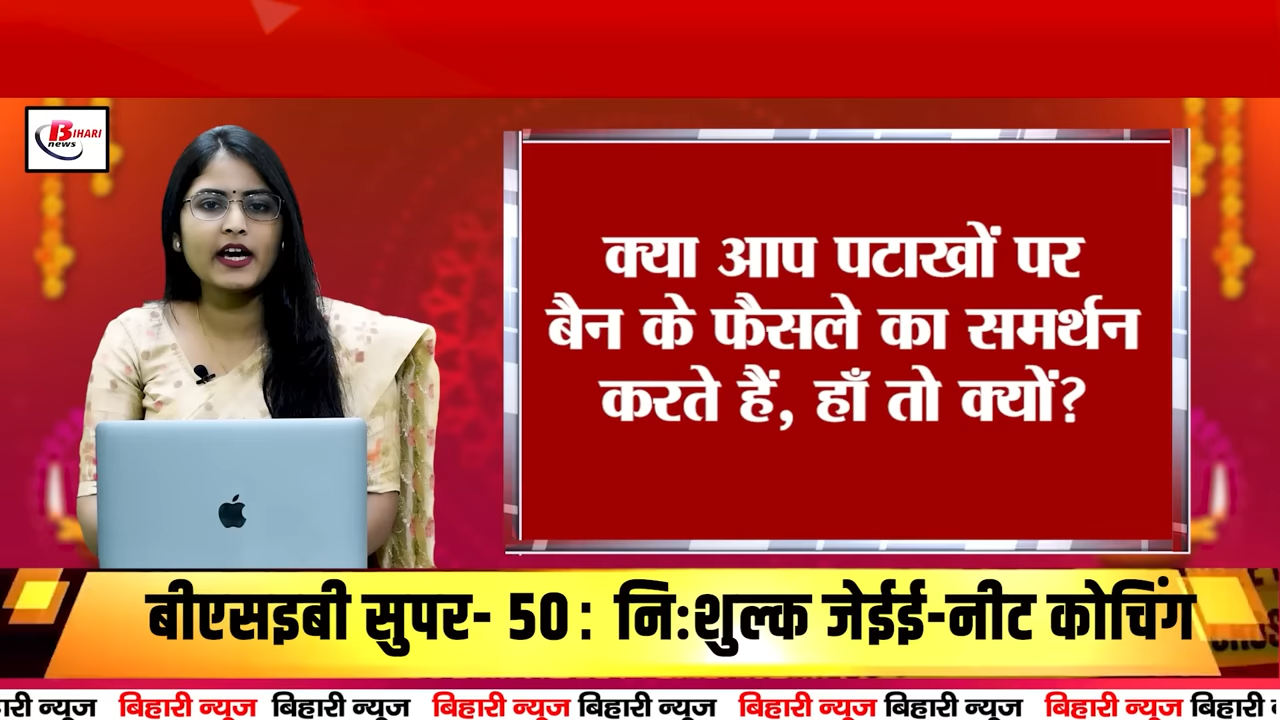 BIHARI
news
क्या आप पटाखों पर
बैन के फैसले का समर्थन
करते हैं, हाँ तो क्यों?
बीएसइबी सुपर- 50 : निःशुल्क जेईई-नीट कोचिंग
बिहारी न्यूज बिहारी न्यूज बिहारी न्यूज बिहारी न्यूज बिहारी न्यूज बिहारी न्यूज बिहारी न्यूज